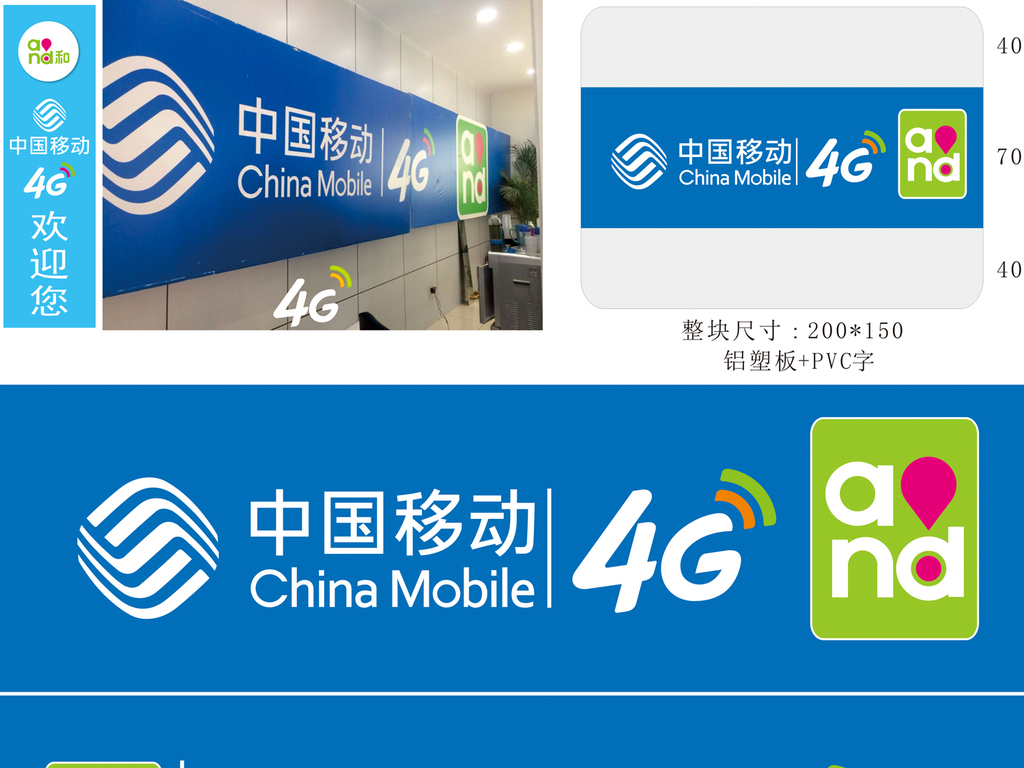 and和
中国移动
4G
欢
迎
您
中国移动
China Mobile
4G
and
4G
中国移动
China Mobile
4G
and
40
70
40
整块尺寸：200*150
铝塑板+PVC字
中国移动
China Mobile
4G
and